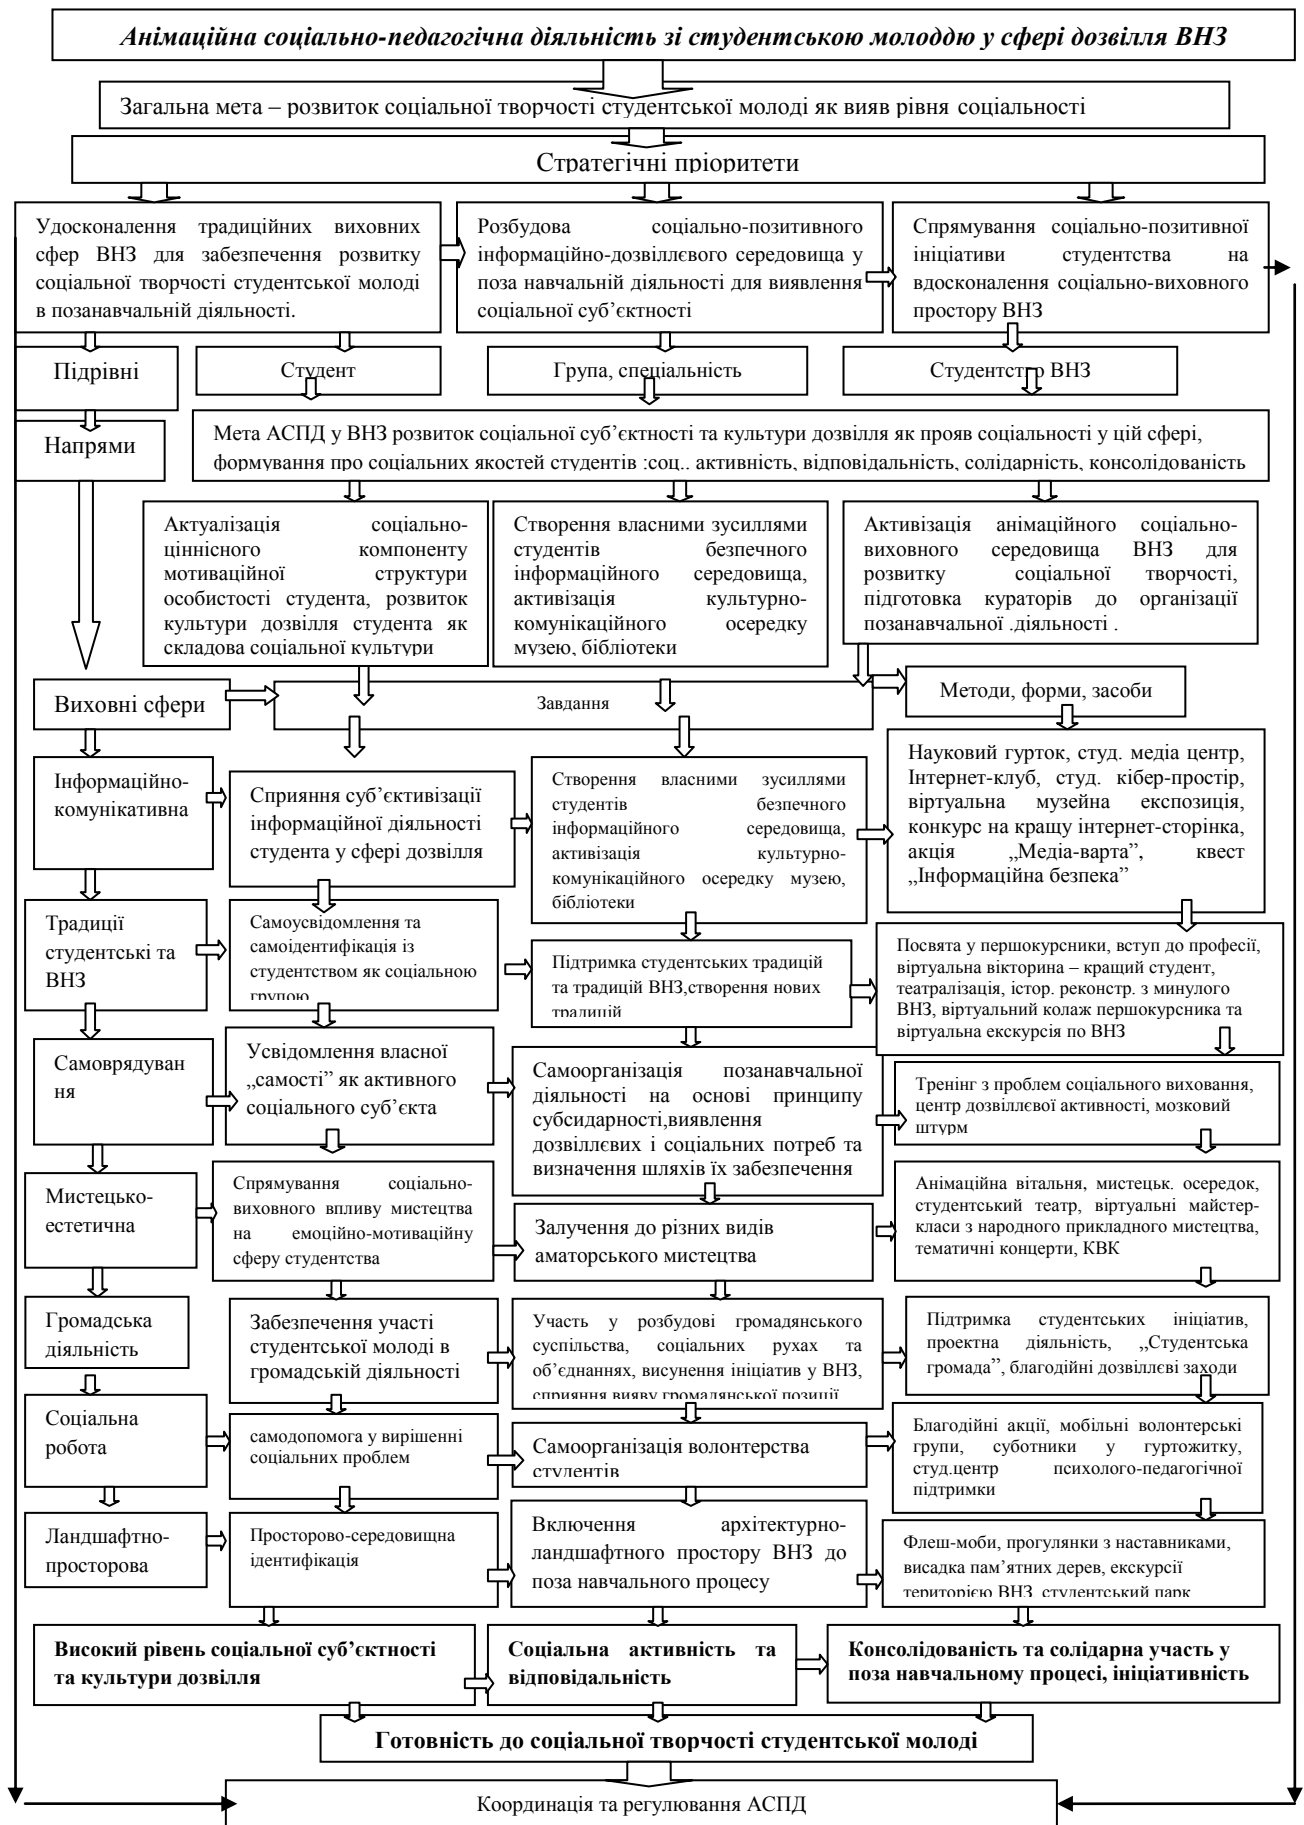 Анімаційна соціально-педагогічна діяльність зі студентською молоддю у сфері дозвілля ВНЗ
Загальна мета – розвиток соціальної творчості студентської молоді як вияв рівня соціальності
Стратегічні пріоритети
Удосконалення традиційних виховних
сфер ВНЗ для забезпечення розвитку
соціальної творчості студентської молоді
в позанавчальній діяльності.
Розбудова соціально-позитивного
інформаційно-дозвіллєвого середовища у
поза навчальній діяльності для виявлення
соціальної суб’єктності
Спрямування соціально-позитивної
ініціативи студентства на
вдосконалення соціально-виховного
простору ВНЗ
Підрівні
Студент
Група, спеціальність
Студентство ВНЗ
Напрями
Мета АСПД у ВНЗ розвиток соціальної суб’єктності та культури дозвілля як прояв соціальності у цій сфері,
формування про соціальних якостей студентів :соц.. активність, відповідальність, солідарність, консолідованість
Актуалізація соціально-
ціннісного компоненту
мотиваційної структури
особистості студента, розвиток
культури дозвілля студента як
складова соціальної культури
Створення власними зусиллями
студентів безпечного
інформаційного середовища,
активізація культурно-
комунікаційного осередку
музею, бібліотеки
Активізація анімаційного соціально-
виховного середовища ВНЗ для
розвитку соціальної творчості,
підготовка кураторів до організації
позанавчальної .діяльності .
Виховні сфери
Завдання
Методи, форми, засоби
Інформаційно-
комунікативна
Сприяння суб’єктивізації
інформаційної діяльності
студента у сфері дозвілля
Створення власними зусиллями
студентів безпечного
інформаційного середовища,
активізація культурно-
комунікаційного осередку музею,
бібліотеки
Науковий гурток, студ. медіа центр,
Інтернет-клуб, студ. кібер-простір,
віртуальна музейна експозиція,
конкурс на кращу інтернет-сторінка,
акція „Медіа-варта”, квест
„Інформаційна безпека”
Традиції
студентські та
ВНЗ
Самоусвідомлення та
самоідентифікація із
студентством як соціальною
групою
Підтримка студентських традицій
та традицій ВНЗ,створення нових
традицій
Посвята у першокурсники, вступ до професії,
віртуальна вікторина – кращий студент,
театралізація, істор. реконстр. з минулого
ВНЗ, віртуальний колаж першокурсника та
віртуальна екскурсія по ВНЗ
Самоврядуван
ня
Усвідомлення власної
„самості” як активного
соціального суб’єкта
Самоорганізація позанавчальної
діяльності на основі принципу
субсидарності,виявлення
дозвіллєвих і соціальних потреб та
визначення шляхів їх забезпечення
Тренінг з проблем соціального виховання,
центр дозвіллєвої активності, мозковий
штурм
Мистецько-
естетична
Спрямування соціально-
виховного впливу мистецтва
на емоційно-мотиваційну
сферу студентства
Залучення до різних видів
аматорського мистецтва
Анімаційна вітальня, мистецьк. осередок,
студентський театр, віртуальні майстер-
класи з народного прикладного мистецтва,
тематичні концерти, КВК
Громадська
діяльність
Забезпечення участі
студентської молоді в
громадській діяльності
Участь у розбудові громадянського
суспільства, соціальних рухах та
об’єднаннях, висунення ініціатив у ВНЗ,
сприяння вияву громадянської позиції
Підтримка студентських ініціатив,
проектна діяльність, „Студентська
громада”, благодійні дозвіллєві заходи
Соціальна
робота
самодопомога у вирішенні
соціальних проблем
Самоорганізація волонтерства
студентів
Благодійні акції, мобільні волонтерські
групи, суботники у гуртожитку,
студ.центр психолого-педагогічної
підтримки
Ландшафтно-
просторова
Просторово-середовищна
ідентифікація
Включення архітектурно-
ландшафтного простору ВНЗ до
поза навчального процесу
Флеш-моби, прогулянки з наставниками,
висадка пам’ятних дерев, екскурсії
територією ВНЗ, студентський парк
Високий рівень соціальної суб’єктності
та культури дозвілля
Соціальна активність та
відповідальність
Консолідованість та солідарна участь у
поза навчальному процесі, ініціативність
Готовність до соціальної творчості студентської молоді
Координація та регулювання АСПД